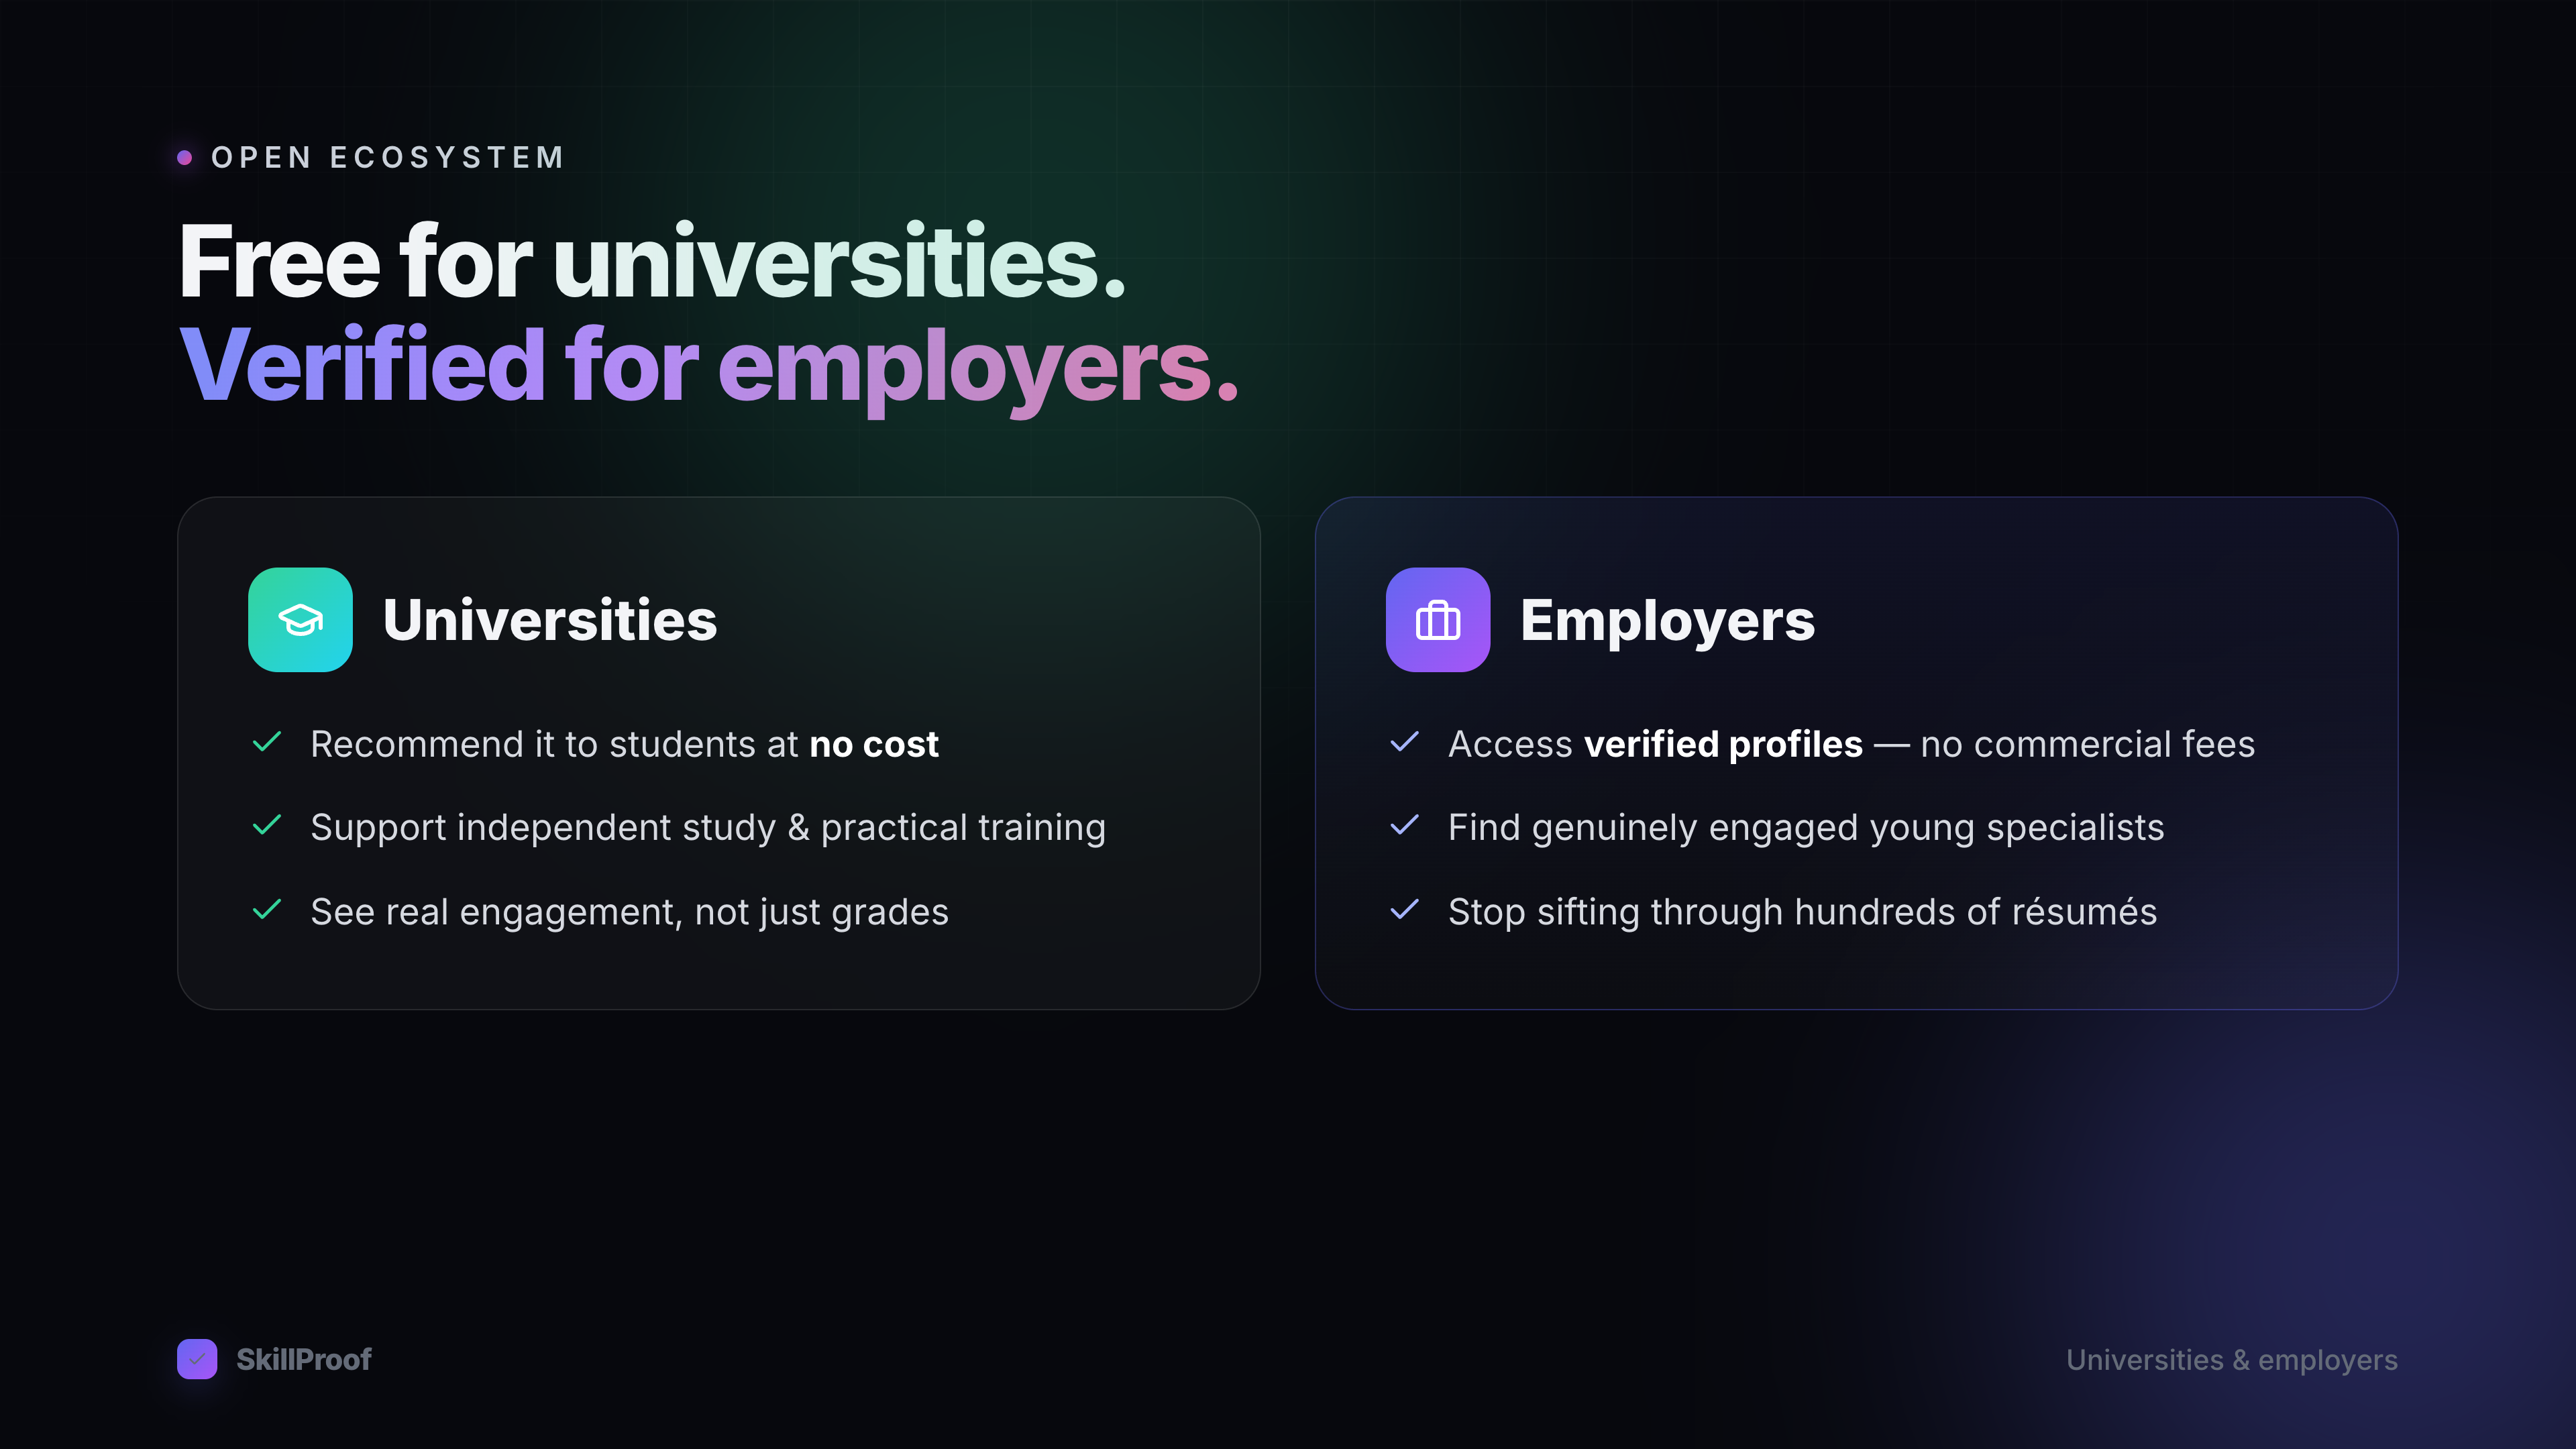 OPEN ECOSYSTEM
Free for universities.
Verified for employers.
Universities
Recommend it to students at no cost
Support independent study & practical training
See real engagement, not just grades
Employers
Access verified profiles — no commercial fees
Find genuinely engaged young specialists
Stop sifting through hundreds of résumés
SkillProof
Universities & employers